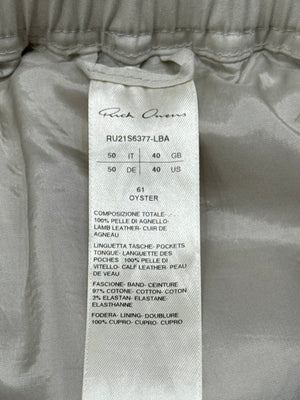 Rick Owens
RU21S6377-LBA
50 IT 40 GB
50 DE 40 US
61
OYSTER
COMPOSIZIONE TOTALE- .-
100% PELLE DI AGNELLO-
LAMB LEATHER- CUIR DE
AGNEAU
LINGUETTA TASCHE- POCKETS
TONGUE- LANGUETTE DES
POCHES 100% PELLE DI
VITELLO- CALF LEATHER- PEAU
DE VEAU
FASCIONE- BAND- CEINTURE
97% COTONE- COTTON- COTON
3% ELASTAN- ELASTANE-
ELASTHANNE
FODERA- LINING- DOUBLURE
100% CUPRO- CUPRO- CUPRO